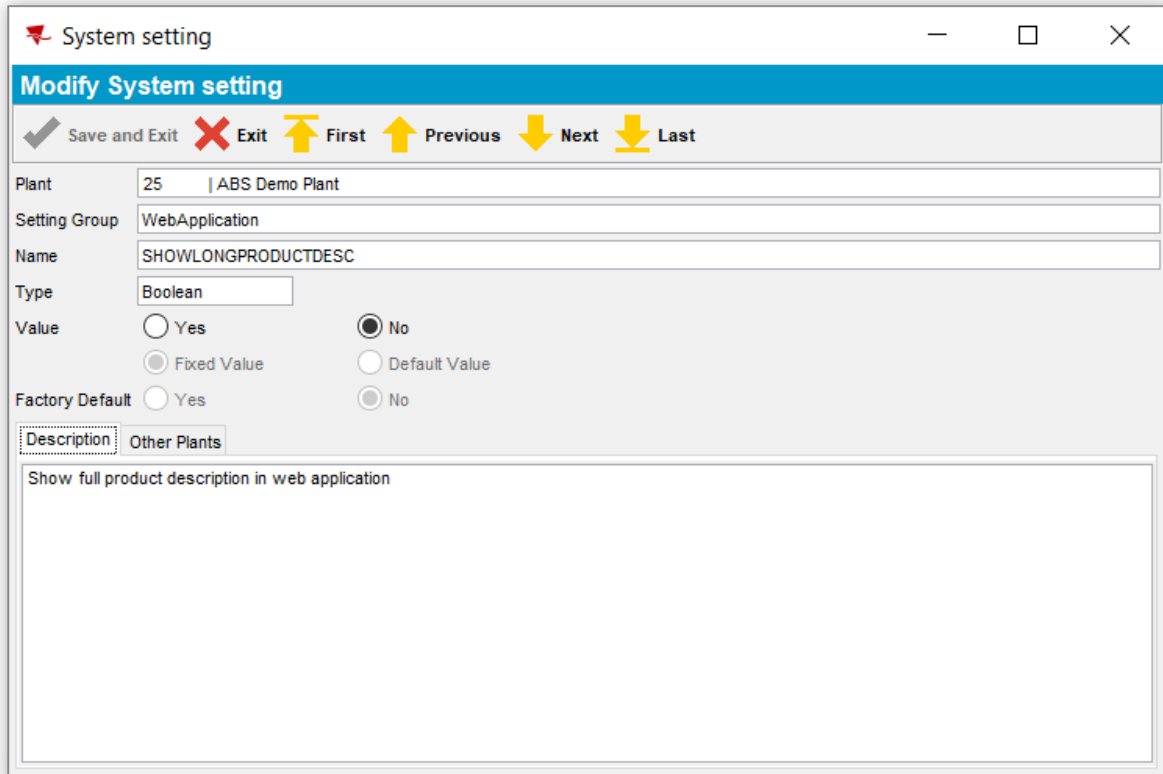 System setting
Modify System setting
Save and Exit Exit First Previous Next Last
Plant 25 | ABS Demo Plant
Setting Group WebApplication
Name SHOWLONGPRODUCTDESC
Type Boolean
Value Yes No
Fixed Value Default Value
Factory Default Yes No
Description Other Plants
Show full product description in web application